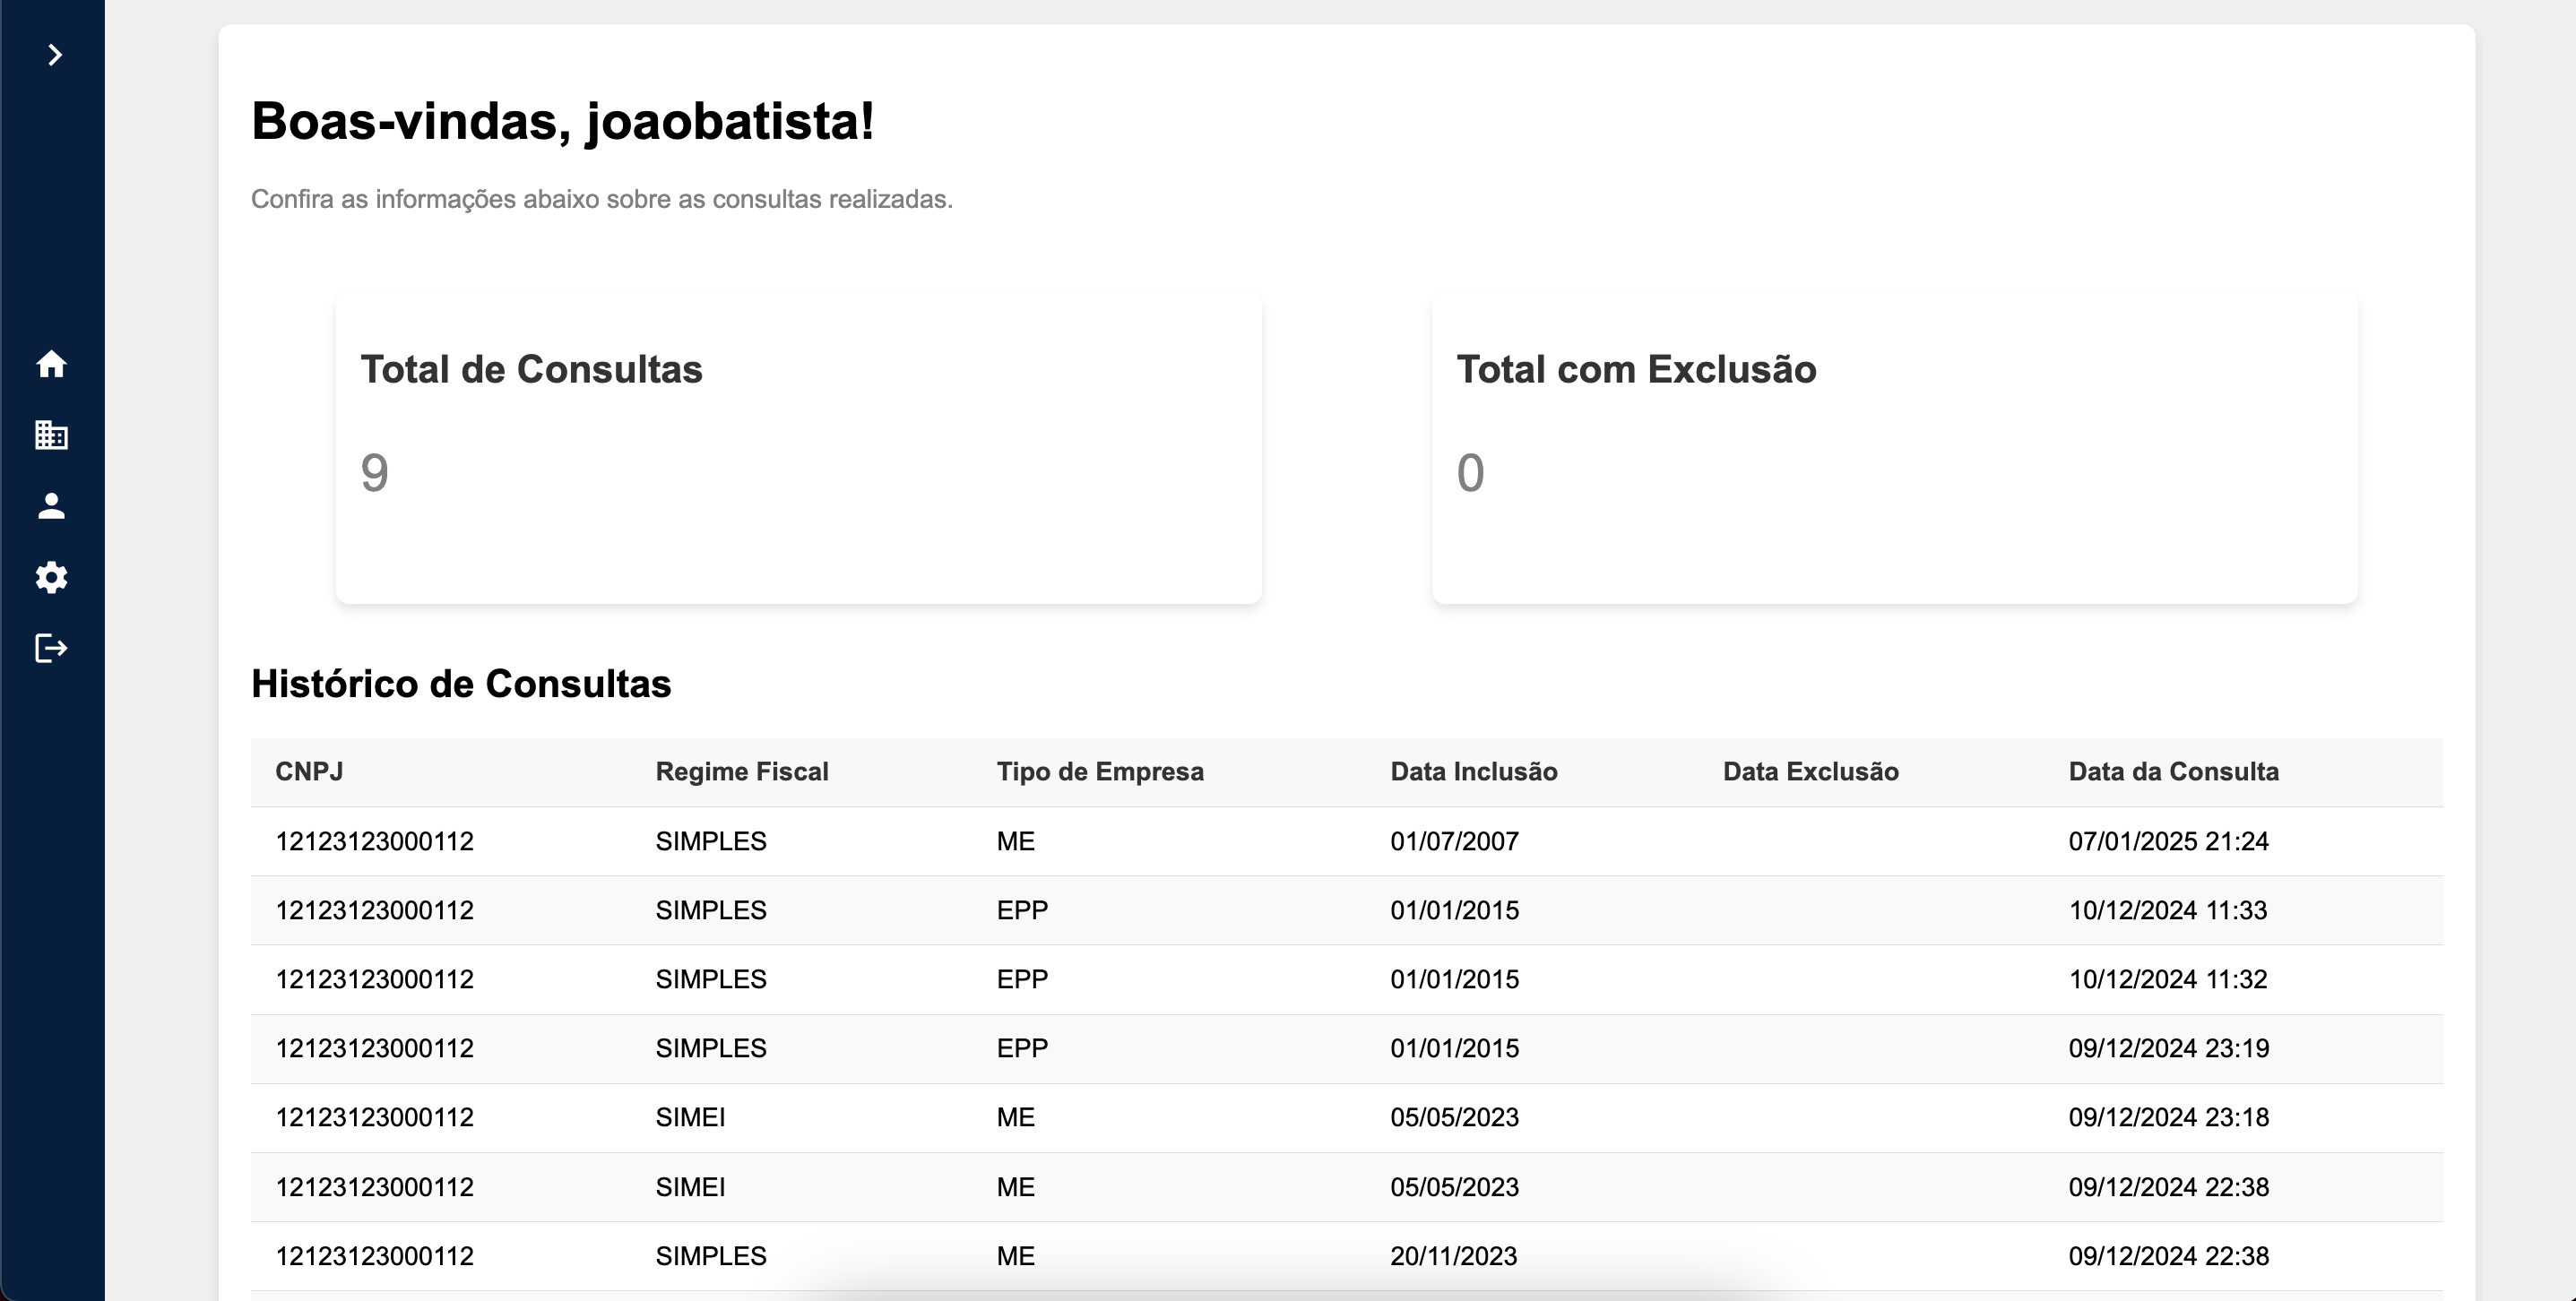 Boas-vindas, joaobatista!
Confira as informações abaixo sobre as consultas realizadas.
Total de Consultas
9
Total com Exclusão
0
Histórico de Consultas
CNPJ Regime Fiscal Tipo de Empresa Data Inclusão Data Exclusão Data da Consulta
12123123000112 SIMPLES ME 01/07/2007 07/01/2025 21:24
12123123000112 SIMPLES EPP 01/01/2015 10/12/2024 11:33
12123123000112 SIMPLES EPP 01/01/2015 10/12/2024 11:32
12123123000112 SIMPLES EPP 01/01/2015 09/12/2024 23:19
12123123000112 SIMEI ME 05/05/2023 09/12/2024 23:18
12123123000112 SIMEI ME 05/05/2023 09/12/2024 22:38
12123123000112 SIMPLES ME 20/11/2023 09/12/2024 22:38